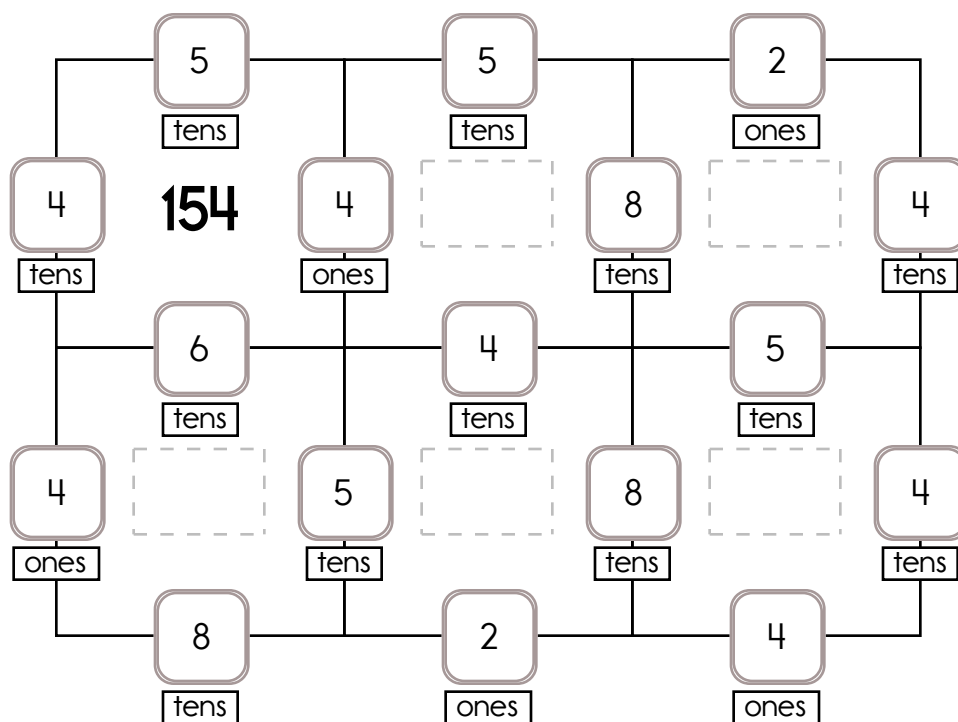 5 5 2
tens tens ones
4 154 4 8 4
tens ones tens tens
6 4 5
tens tens tens
4 5 8 4
ones tens tens tens
8 2 4
tens ones ones